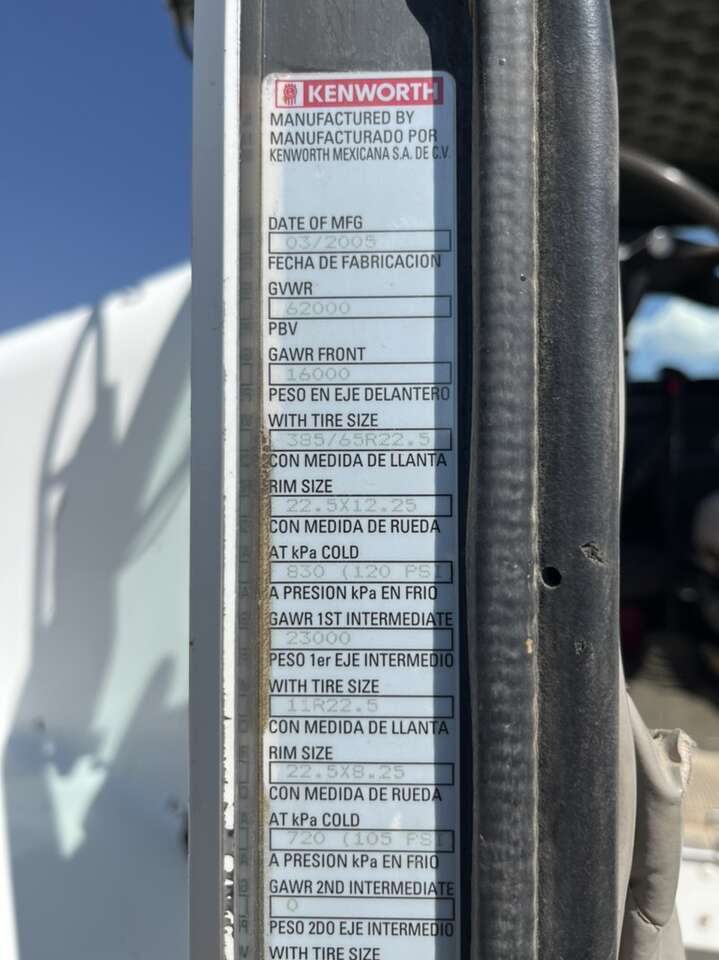 KENWORTH
MANUFACTURED BY
MANUFACTURADO POR
KENWORTH MEXICANA S.A. DE C.V.
DATE OF MFG
03/2005
FECHA DE FABRICACION
GVWR
62000
PBV
GAWR FRONT
16000
PESO EN EJE DELANTERO
WITH TIRE SIZE
385/65R22.5
CON MEDIDA DE LLANTA
RIM SIZE
22.5X12.25
CON MEDIDA DE RUEDA
AT kPa COLD
830 (120 PSI
A PRESION kPa EN FRIO
GAWR 1ST INTERMEDIATE
23000
PESO 1er EJE INTERMEDIO
WITH TIRE SIZE
11R22.5
CON MEDIDA DE LLANTA
RIM SIZE
22.5X8.25
CON MEDIDA DE RUEDA
AT kPa COLD
720 (105 PSI
A PRESION kPa EN FRIO
GAWR 2ND INTERMEDIATE
0
PESO 2DO EJE INTERMEDIO
WITH TIRE SIZE